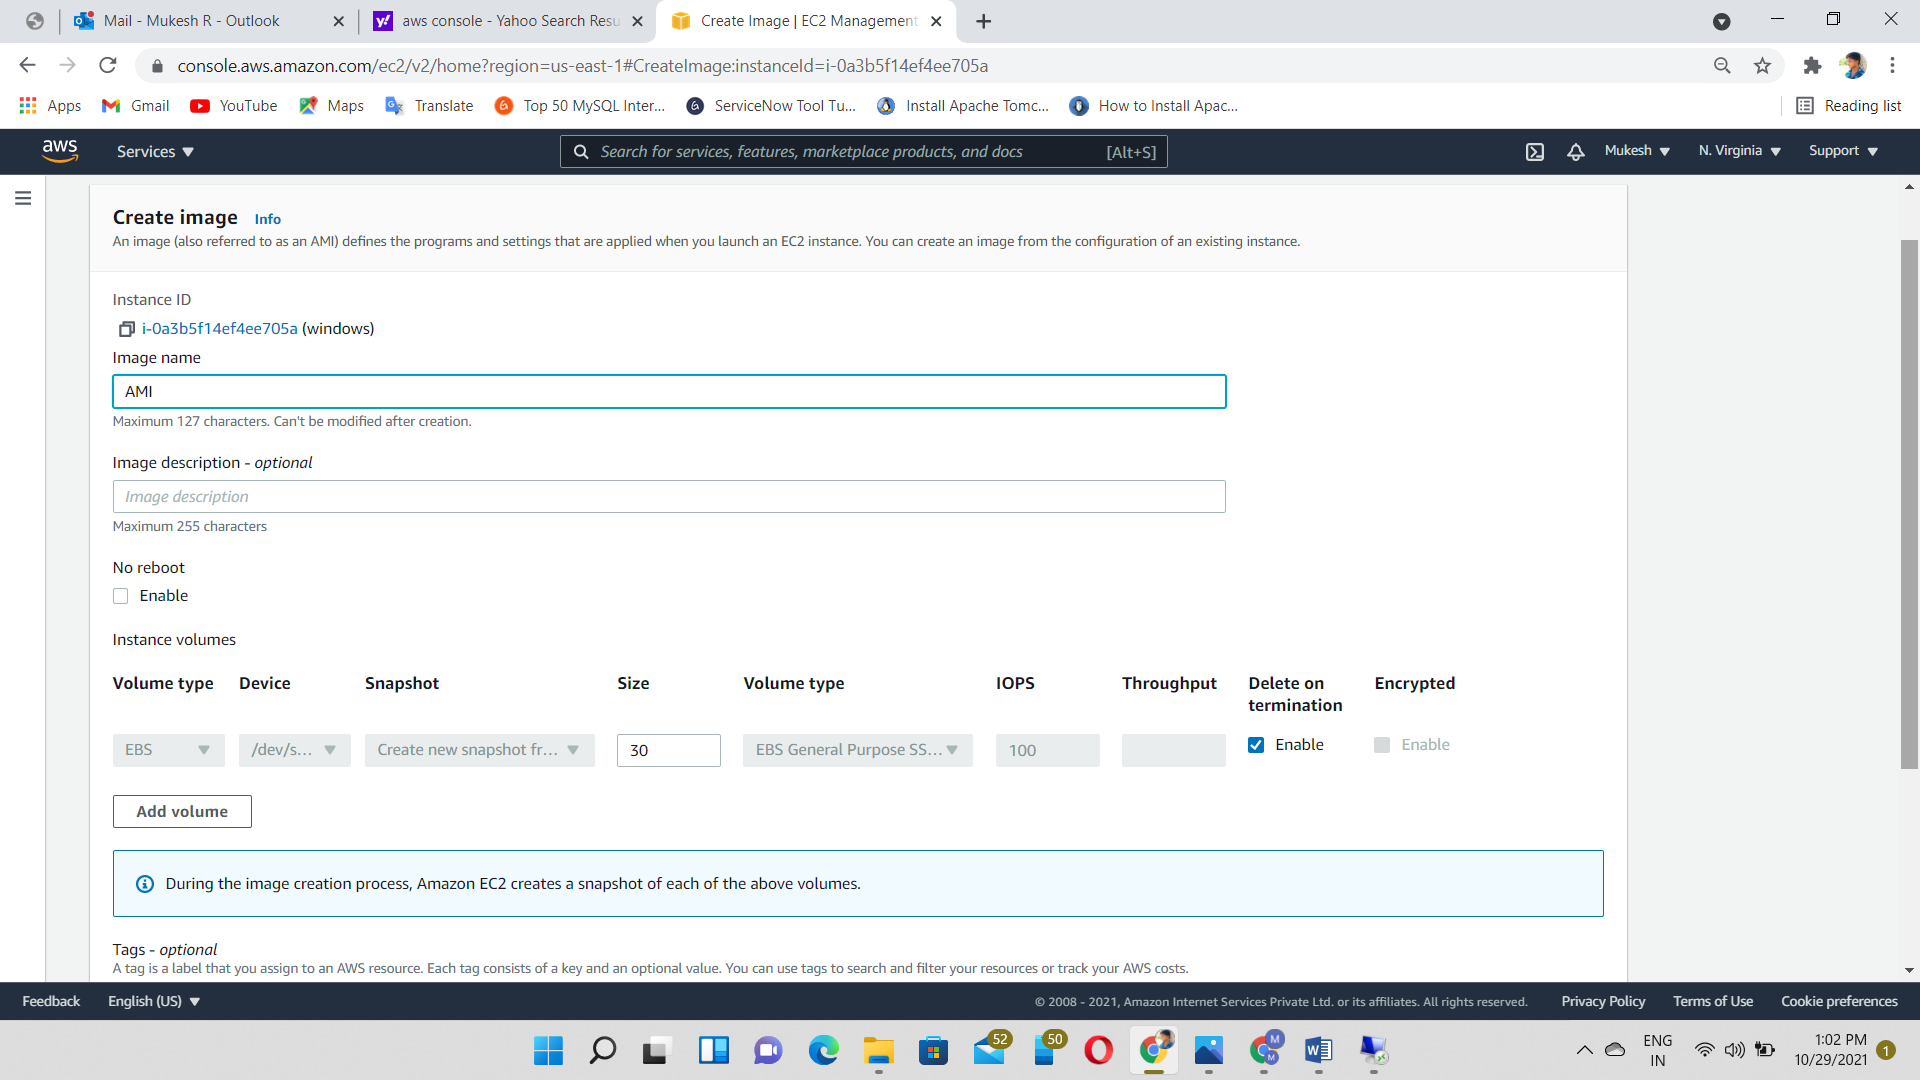 Mail - Mukesh R - Outlook
aws console - Yahoo Search Resu
Create Image | EC2 Management
console.aws.amazon.com/ec2/v2/home?region=us-east-1#CreateImage:instanceId=i-0a3b5f14ef4ee705a
Apps
Gmail
YouTube
Maps
Translate
Top 50 MySQL Inter...
ServiceNow Tool Tu...
Install Apache Tomc...
How to Install Apac...
Reading list
aws
Services
Search for services, features, marketplace products, and docs
[Alt+S]
Mukesh
N. Virginia
Support
Create image Info
An image (also referred to as an AMI) defines the programs and settings that are applied when you launch an EC2 instance. You can create an image from the configuration of an existing instance.
Instance ID
i-0a3b5f14ef4ee705a (windows)
Image name
AMI
Maximum 127 characters. Can't be modified after creation.
Image description - optional
Image description
Maximum 255 characters
No reboot
Enable
Instance volumes
Volume type
Device
Snapshot
Size
Volume type
IOPS
Throughput
Delete on
termination
Encrypted
EBS
/dev/s...
Create new snapshot fr...
30
EBS General Purpose SS...
100
Enable
Enable
Add volume
During the image creation process, Amazon EC2 creates a snapshot of each of the above volumes.
Tags - optional
A tag is a label that you assign to an AWS resource. Each tag consists of a key and an optional value. You can use tags to search and filter your resources or track your AWS costs.
Feedback
English (US)
© 2008 - 2021, Amazon Internet Services Private Ltd. or its affiliates. All rights reserved.
Privacy Policy
Terms of Use
Cookie preferences
52
50
M
M
ENG
IN
1:02 PM
10/29/2021
1